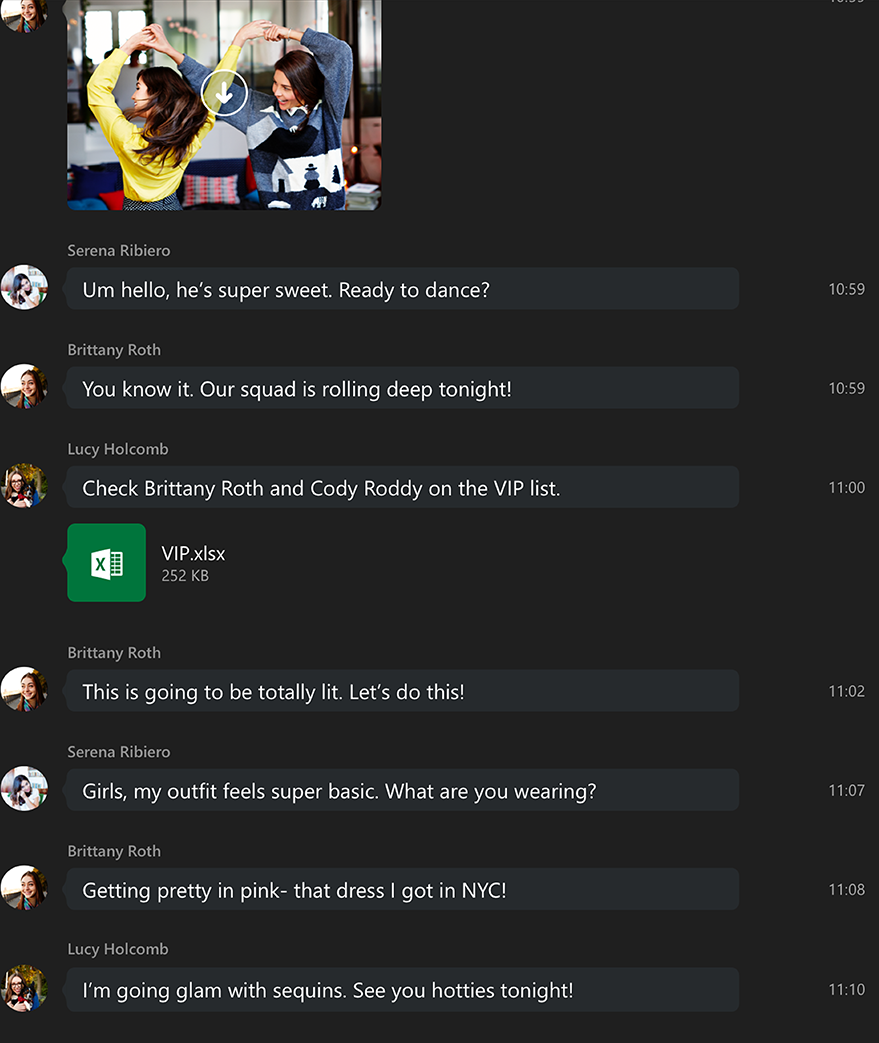 Serena Ribiero
Um hello, he's super sweet. Ready to dance?
10:59
Brittany Roth
You know it. Our squad is rolling deep tonight!
10:59
Lucy Holcomb
Check Brittany Roth and Cody Roddy on the VIP list.
11:00
X
VIP.xlsx
252 KB
Brittany Roth
This is going to be totally lit. Let's do this!
11:02
Serena Ribiero
Girls, my outfit feels super basic. What are you wearing?
11:07
Brittany Roth
Getting pretty in pink- that dress I got in NYC!
11:08
Lucy Holcomb
I'm going glam with sequins. See you hotties tonight!
11:10